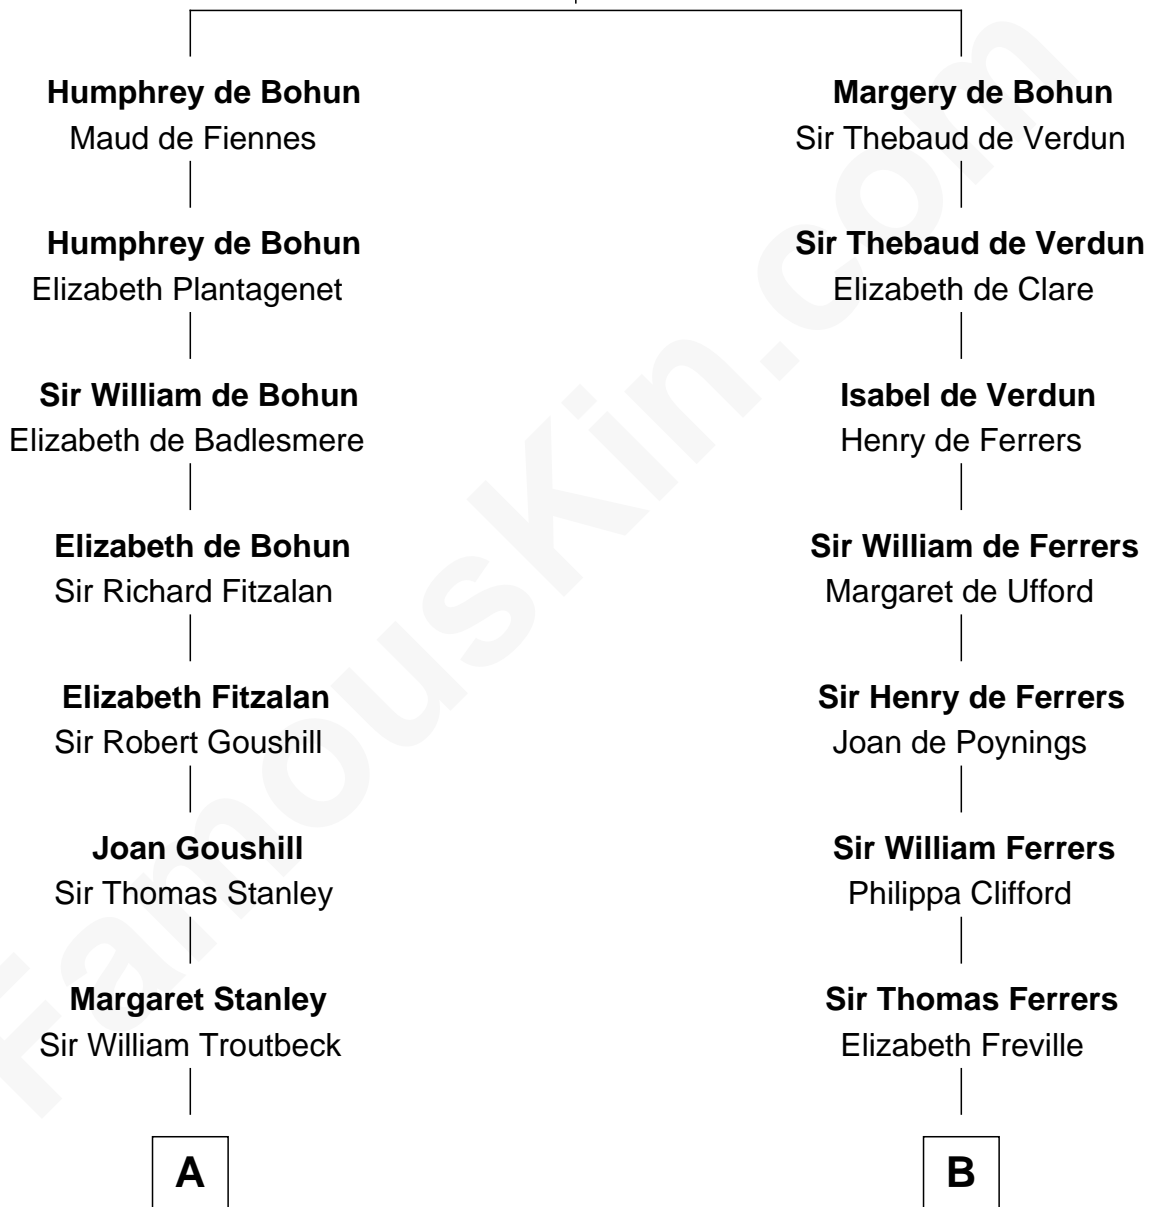 Humphrey de Bohun
Maud de Fiennes
Humphrey de Bohun
Elizabeth Plantagenet
Sir William de Bohun
Elizabeth de Badlesmere
Elizabeth de Bohun
Sir Richard Fitzalan
Elizabeth Fitzalan
Sir Robert Goushill
Joan Goushill
Sir Thomas Stanley
Margaret Stanley
Sir William Troutbeck
A
Margery de Bohun
Sir Thebaud de Verdun
Sir Thebaud de Verdun
Elizabeth de Clare
Isabel de Verdun
Henry de Ferrers
Sir William de Ferrers
Margaret de Ufford
Sir Henry de Ferrers
Joan de Poynings
Sir William Ferrers
Philippa Clifford
Sir Thomas Ferrers
Elizabeth Freville
B
FamousKin.com